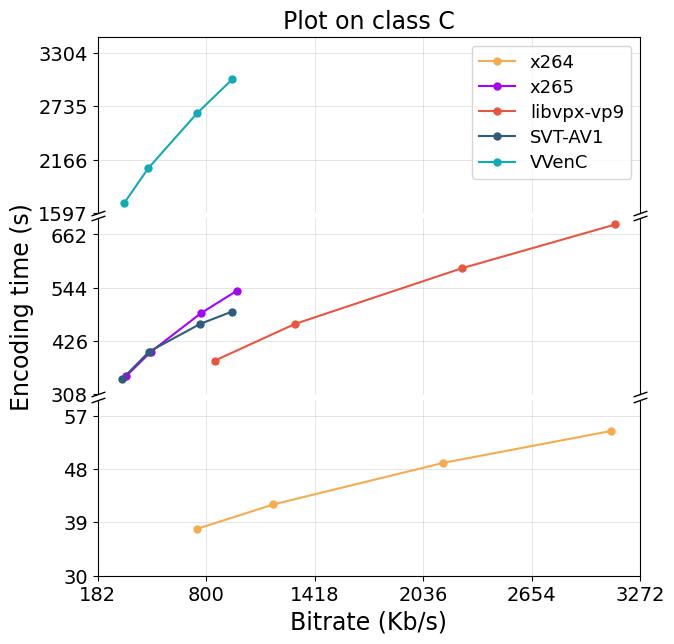 Plot on class C
3304
2735
2166
1597
x264
x265
libvpx-vp9
SVT-AV1
VVenC
Encoding time (s)
662
544
426
308
57
48
39
30
182 800 1418 2036 2654 3272
Bitrate (Kb/s)